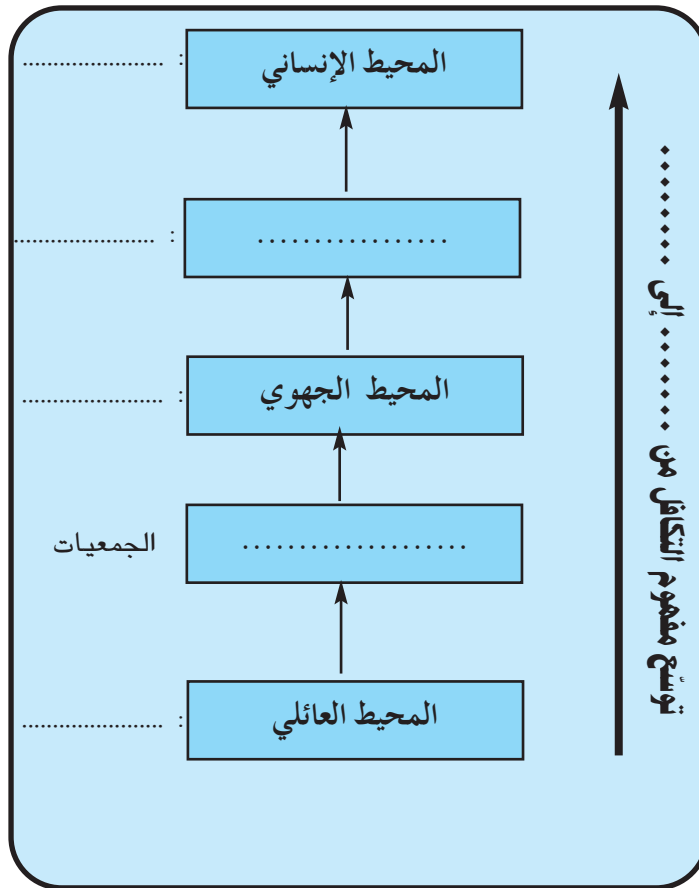 المحيط الإنساني : .....................
................. : .....................
المحيط الجهوي : .....................
.................... الجمعيات
المحيط العائلي : .....................
توسّع مفهوم التكافل من ........ إلى ........